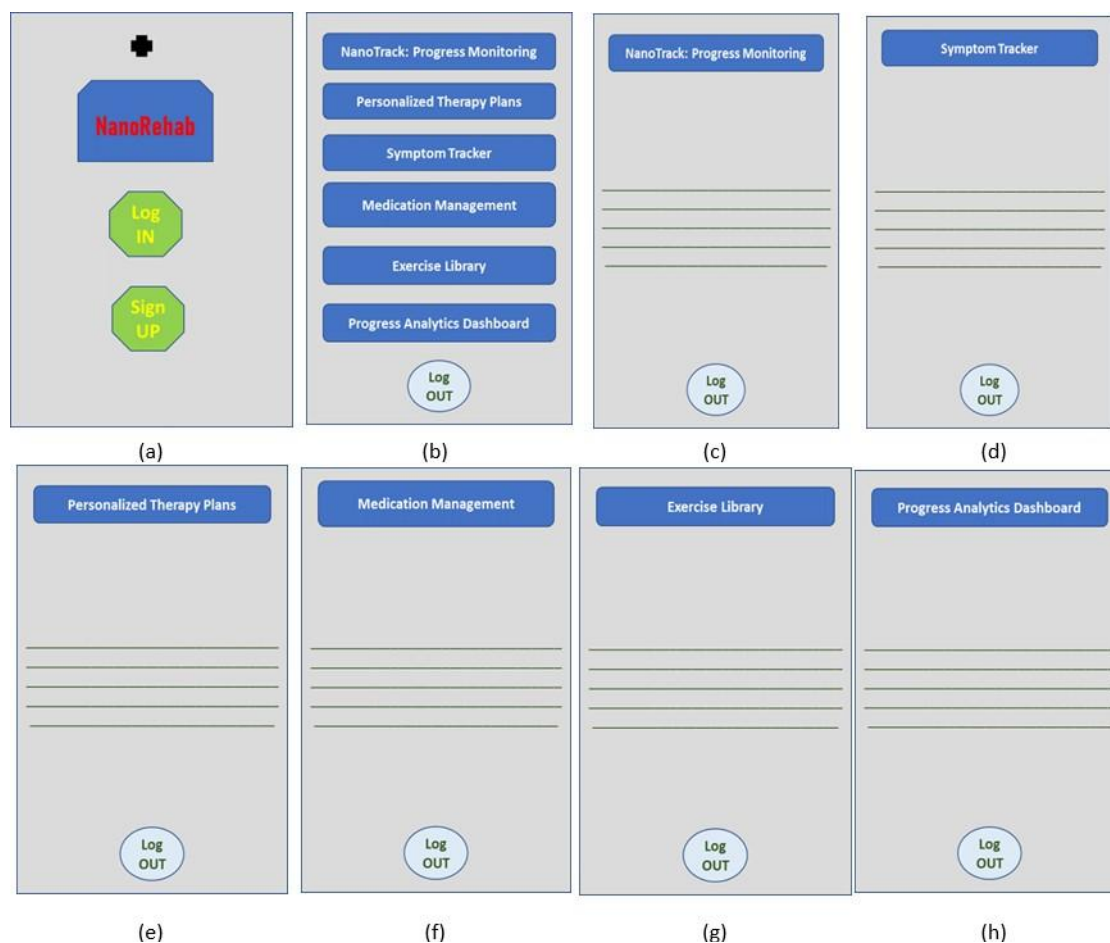 NanoRehab
Log
IN
Sign
UP
(a)
NanoTrack: Progress Monitoring
Personalized Therapy Plans
Symptom Tracker
Medication Management
Exercise Library
Progress Analytics Dashboard
Log
OUT
(b)
NanoTrack: Progress Monitoring
Log
OUT
(c)
Symptom Tracker
Log
OUT
(d)
Personalized Therapy Plans
Log
OUT
(e)
Medication Management
Log
OUT
(f)
Exercise Library
Log
OUT
(g)
Progress Analytics Dashboard
Log
OUT
(h)